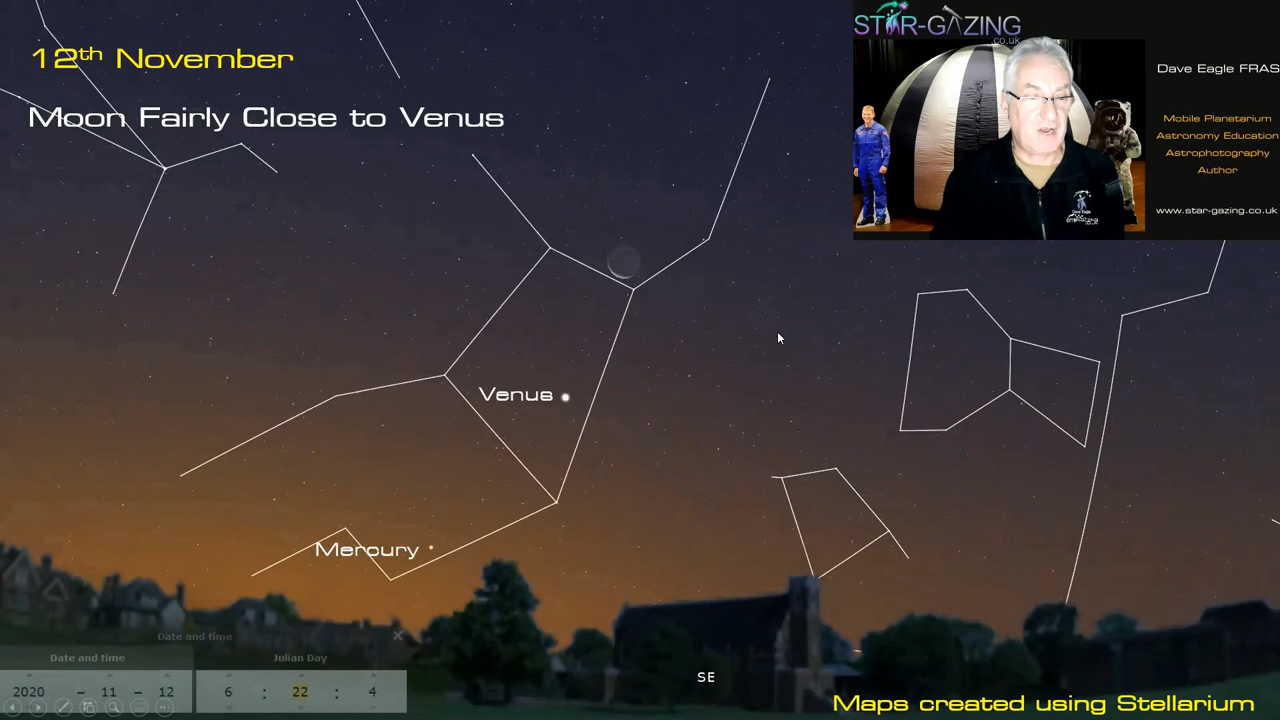 12th November
Moon Fairly Close to Venus
STAR-GAZING
co.uk
Dave Eagle FRAS
Mobile Planetarium
Astronomy Education
Astrophotography
Author
www.star-gazing.co.uk
Venus
Mercury
Date and time
Date and time
Julian Day
2020 – 11 – 12
6 : 22 : 4
SE
Maps created using Stellarium